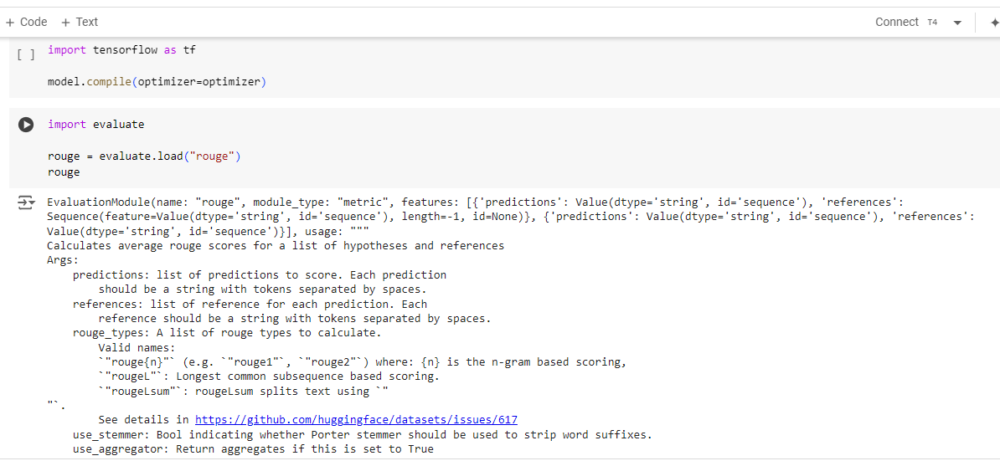 + Code + Text Connect T4
[ ] import tensorflow as tf
model.compile(optimizer=optimizer)
import evaluate
rouge = evaluate.load("rouge")
rouge
EvaluationModule(name: "rouge", module_type: "metric", features: [{'predictions': Value(dtype='string', id='sequence'), 'references':
Sequence(feature=Value(dtype='string', id='sequence'), length=-1, id=None)}, {'predictions': Value(dtype='string', id='sequence'), 'references':
Value(dtype='string', id='sequence')}], usage: """
Calculates average rouge scores for a list of hypotheses and references
Args:
predictions: list of predictions to score. Each prediction
should be a string with tokens separated by spaces.
references: list of reference for each prediction. Each
reference should be a string with tokens separated by spaces.
rouge_types: A list of rouge types to calculate.
Valid names:
`"rouge{n}"` (e.g. `"rouge1"`, `"rouge2"`) where: {n} is the n-gram based scoring,
`"rougeL"`: Longest common subsequence based scoring.
`"rougeLsum"`: rougeLsum splits text using `"
"`.
See details in https://github.com/huggingface/datasets/issues/617
use_stemmer: Bool indicating whether Porter stemmer should be used to strip word suffixes.
use_aggregator: Return aggregates if this is set to True